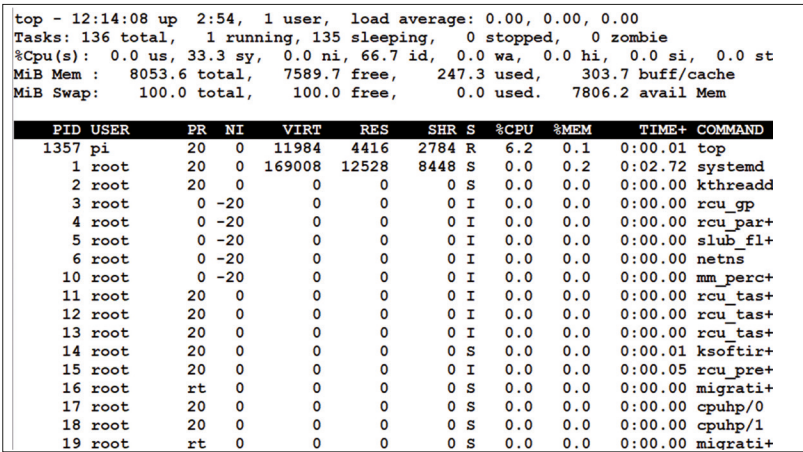 top - 12:14:08 up  2:54,  1 user,  load average: 0.00, 0.00, 0.00
Tasks: 136 total,   1 running, 135 sleeping,   0 stopped,   0 zombie
%Cpu(s):  0.0 us, 33.3 sy,  0.0 ni, 66.7 id,  0.0 wa,  0.0 hi,  0.0 si,  0.0 st
MiB Mem :   8053.6 total,   7589.7 free,    247.3 used,    303.7 buff/cache
MiB Swap:    100.0 total,    100.0 free,      0.0 used.   7806.2 avail Mem
PID USER      PR  NI    VIRT    RES    SHR S  %CPU  %MEM     TIME+ COMMAND
1357 pi        20   0   11984   4416   2784 R   6.2   0.1   0:00.01 top
1 root      20   0  169008  12528   8448 S   0.0   0.2   0:02.72 systemd
2 root      20   0       0      0      0 S   0.0   0.0   0:00.00 kthreadd
3 root       0 -20       0      0      0 I   0.0   0.0   0:00.00 rcu_gp
4 root       0 -20       0      0      0 I   0.0   0.0   0:00.00 rcu_par+
5 root       0 -20       0      0      0 I   0.0   0.0   0:00.00 slub_fl+
6 root       0 -20       0      0      0 I   0.0   0.0   0:00.00 netns
10 root       0 -20       0      0      0 I   0.0   0.0   0:00.00 mm_perc+
11 root      20   0       0      0      0 I   0.0   0.0   0:00.00 rcu_tas+
12 root      20   0       0      0      0 I   0.0   0.0   0:00.00 rcu_tas+
13 root      20   0       0      0      0 I   0.0   0.0   0:00.00 rcu_tas+
14 root      20   0       0      0      0 S   0.0   0.0   0:00.01 ksoftir+
15 root      20   0       0      0      0 I   0.0   0.0   0:00.05 rcu_pre+
16 root      rt   0       0      0      0 S   0.0   0.0   0:00.00 migrati+
17 root      20   0       0      0      0 S   0.0   0.0   0:00.00 cpuhp/0
18 root      20   0       0      0      0 S   0.0   0.0   0:00.00 cpuhp/1
19 root      rt   0       0      0      0 S   0.0   0.0   0:00.00 migrati+